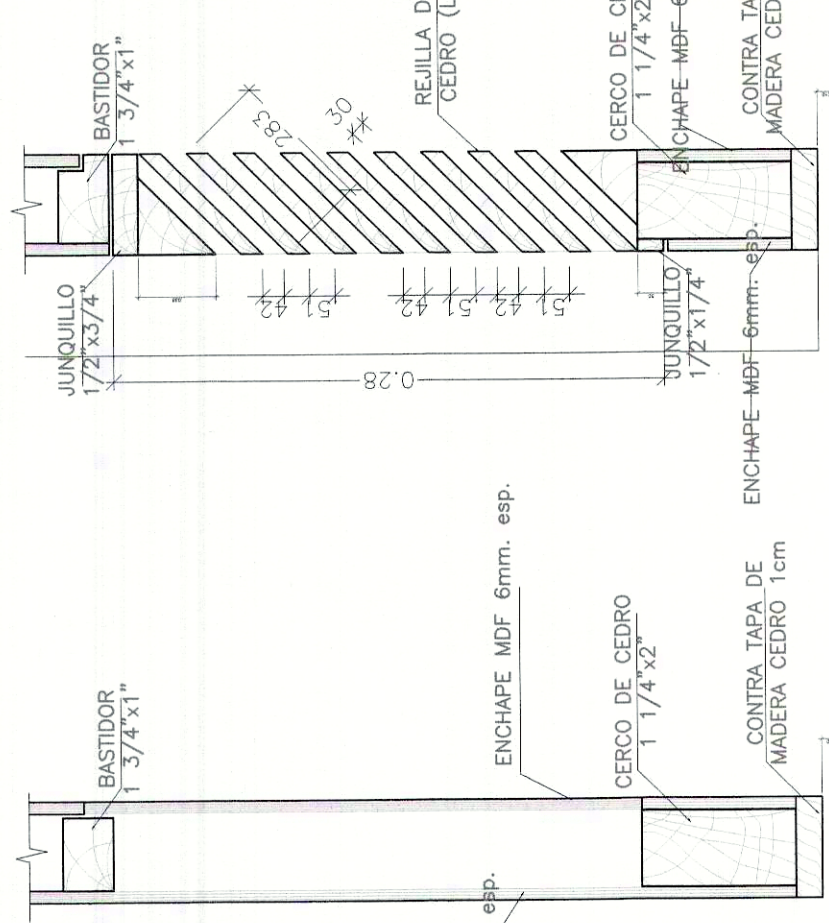 BASTIDOR
1 3/4"x1"
JUNQUILLO
1/2"x3/4"
REJILLA D
CEDRO (L
283
30
42
51
42
51
42
51
0.28
CERCO DE CE
1 1/4"x2
ENCHAPE MDF 6
CONTRA TA
MADERA CED
JUNQUILLO
1/2"x1/4"
ENCHAPE MDF 6mm. esp.
BASTIDOR
1 3/4"x1"
ENCHAPE MDF 6mm. esp.
CERCO DE CEDRO
1 1/4"x2"
CONTRA TAPA DE
MADERA CEDRO 1cm
esp.